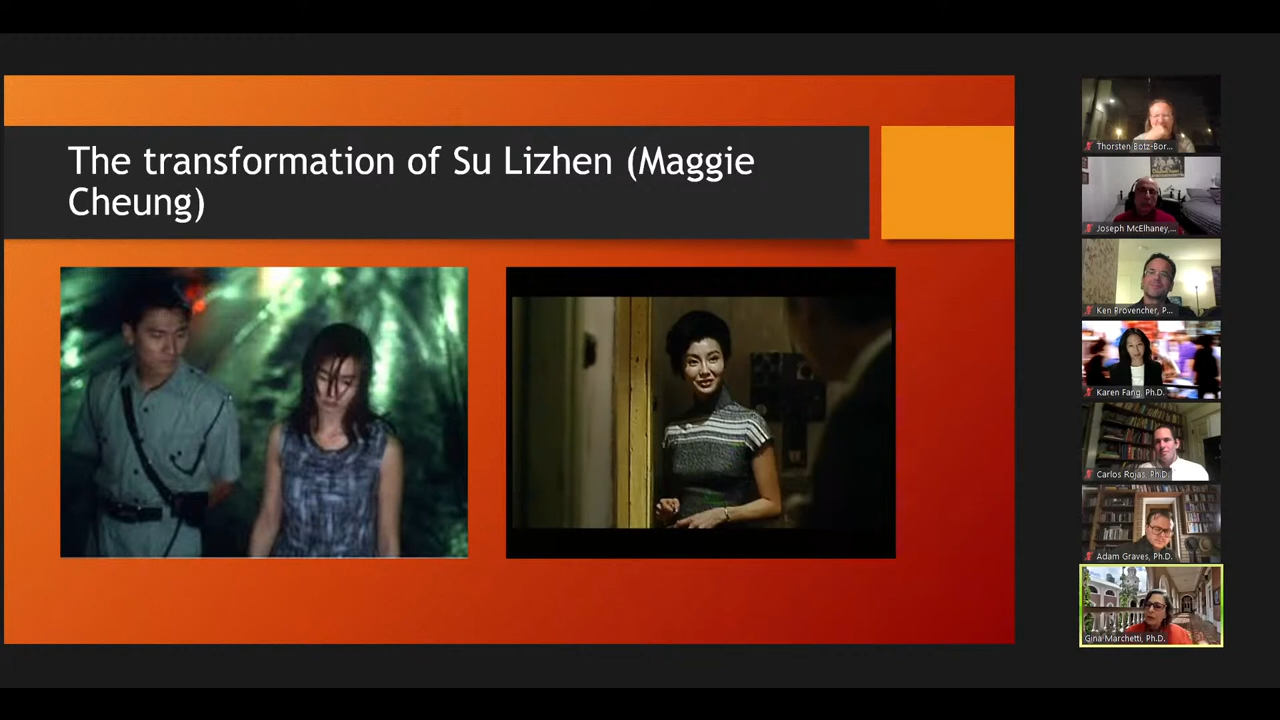 The transformation of Su Lizhen (Maggie
Cheung)
Thorsten Botz-Bor...
Joseph McElhaney,...
Ken Provencher, P...
Karen Fang, Ph.D.
Carlos Rojas, Ph.D.
Adam Graves, Ph.D.
Gina Marchetti, Ph.D.